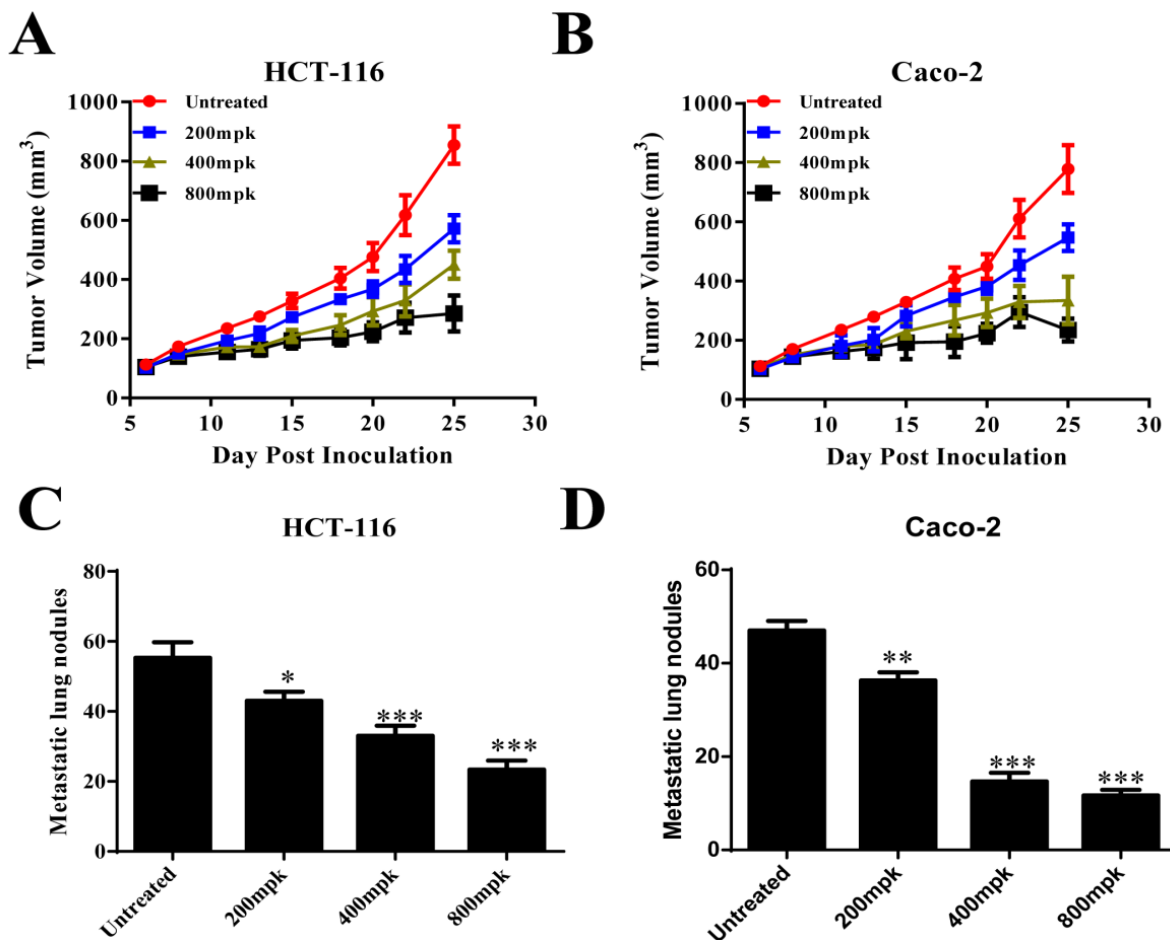 A
HCT-116
Tumor Volume (mm³)
1000
800
600
400
200
0
Untreated
200mpk
400mpk
800mpk
5 10 15 20 25 30
Day Post Inoculation
B
Caco-2
Tumor Volume (mm³)
1000
800
600
400
200
0
Untreated
200mpk
400mpk
800mpk
5 10 15 20 25 30
Day Post Inoculation
C
HCT-116
Metastatic lung nodules
80
60
40
20
0
*
***
***
Untreated
200mpk
400mpk
800mpk
D
Caco-2
Metastatic lung nodules
60
40
20
0
**
***
***
Untreated
200mpk
400mpk
800mpk